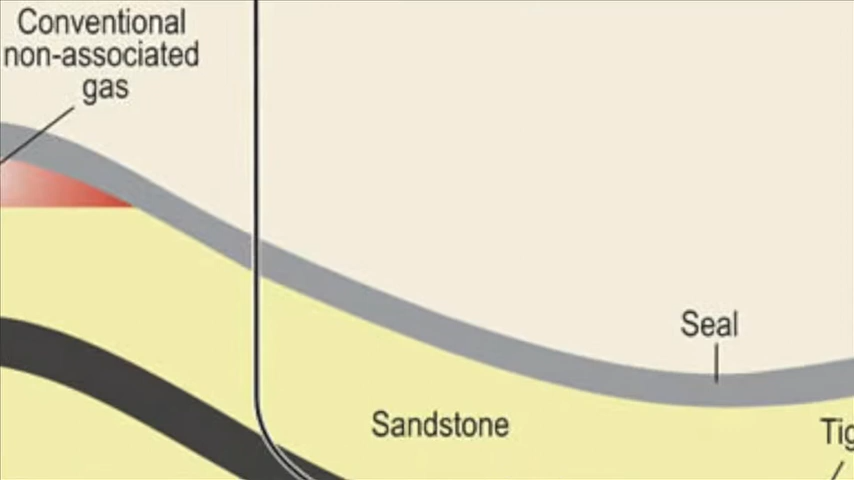 Conventional
non-associated
gas
Seal
Sandstone